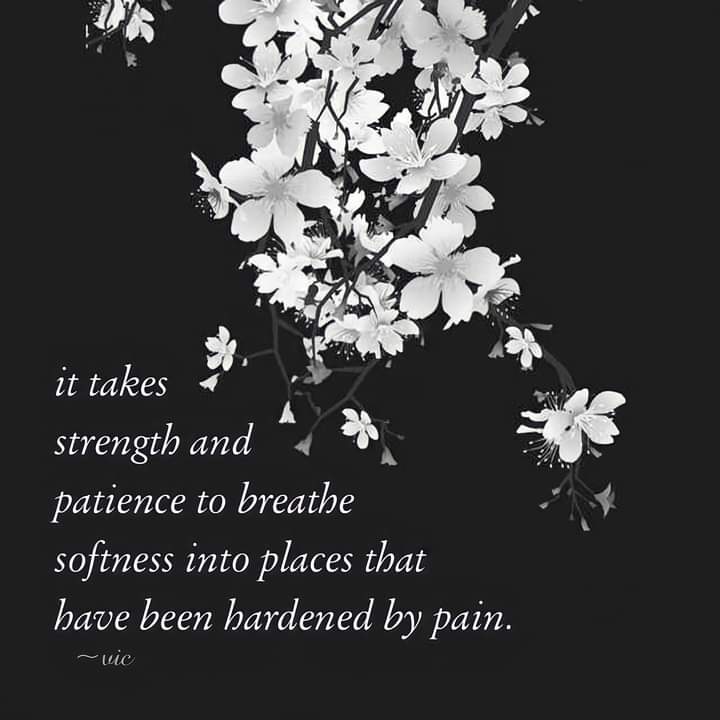 it takes
strength and
patience to breathe
softness into places that
have been hardened by pain.
~vic